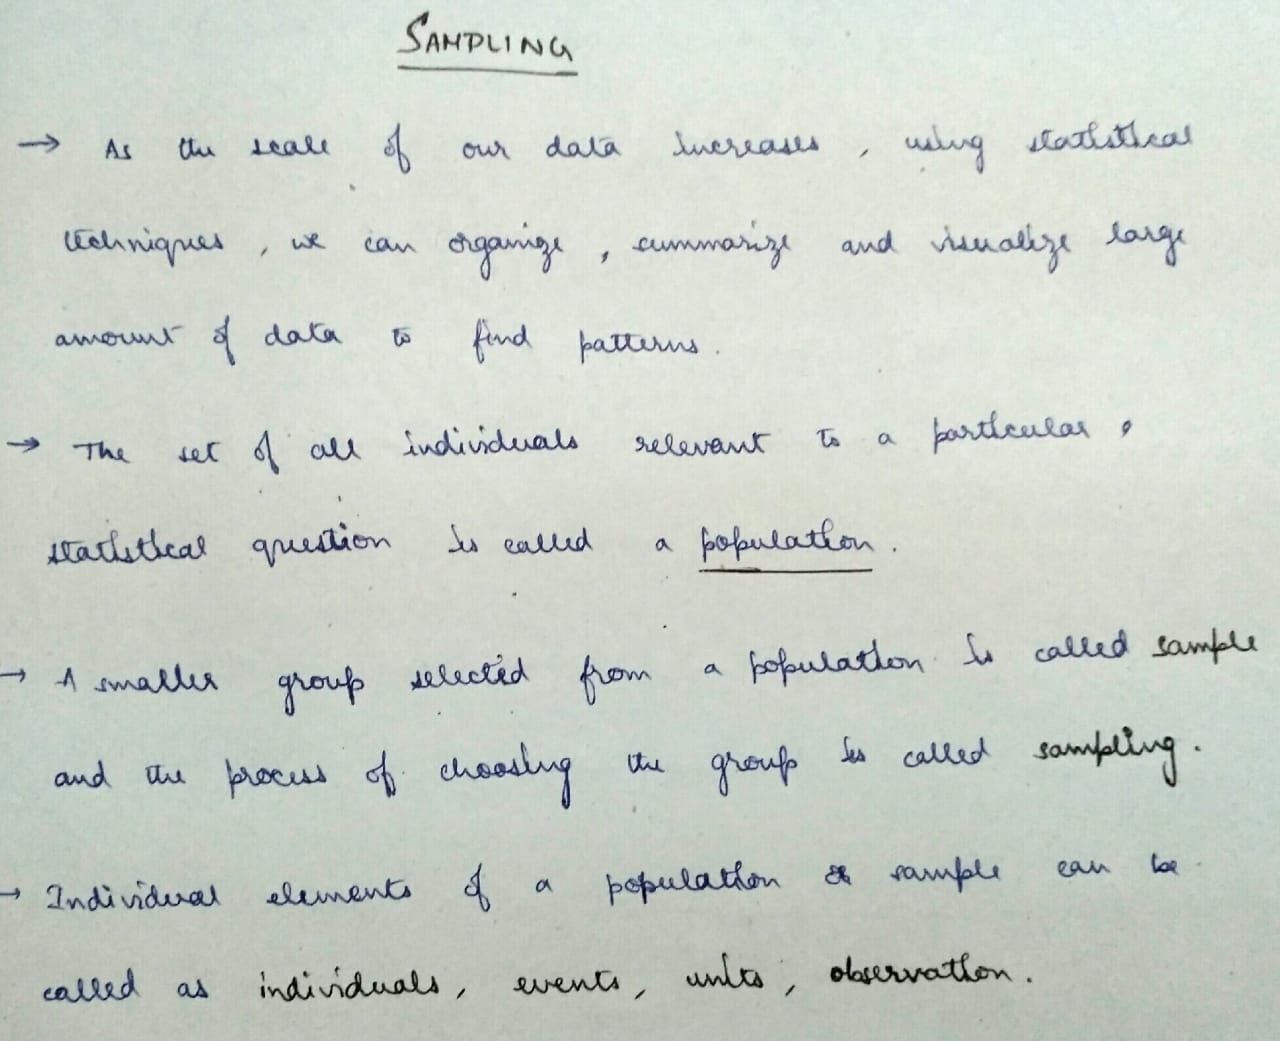 SAMPLING
→ As the scale of our data increases, using statistical
techniques, we can organize, summarize and visualize large
amount of data to find patterns.
→ The set of all individuals relevant to a particular,
statistical question is called a population.
→ A smaller group selected from a population is called sample
and the process of choosing the group is called sampling.
→ Individual elements of a population or sample can be
called as individuals, events, units, observation.